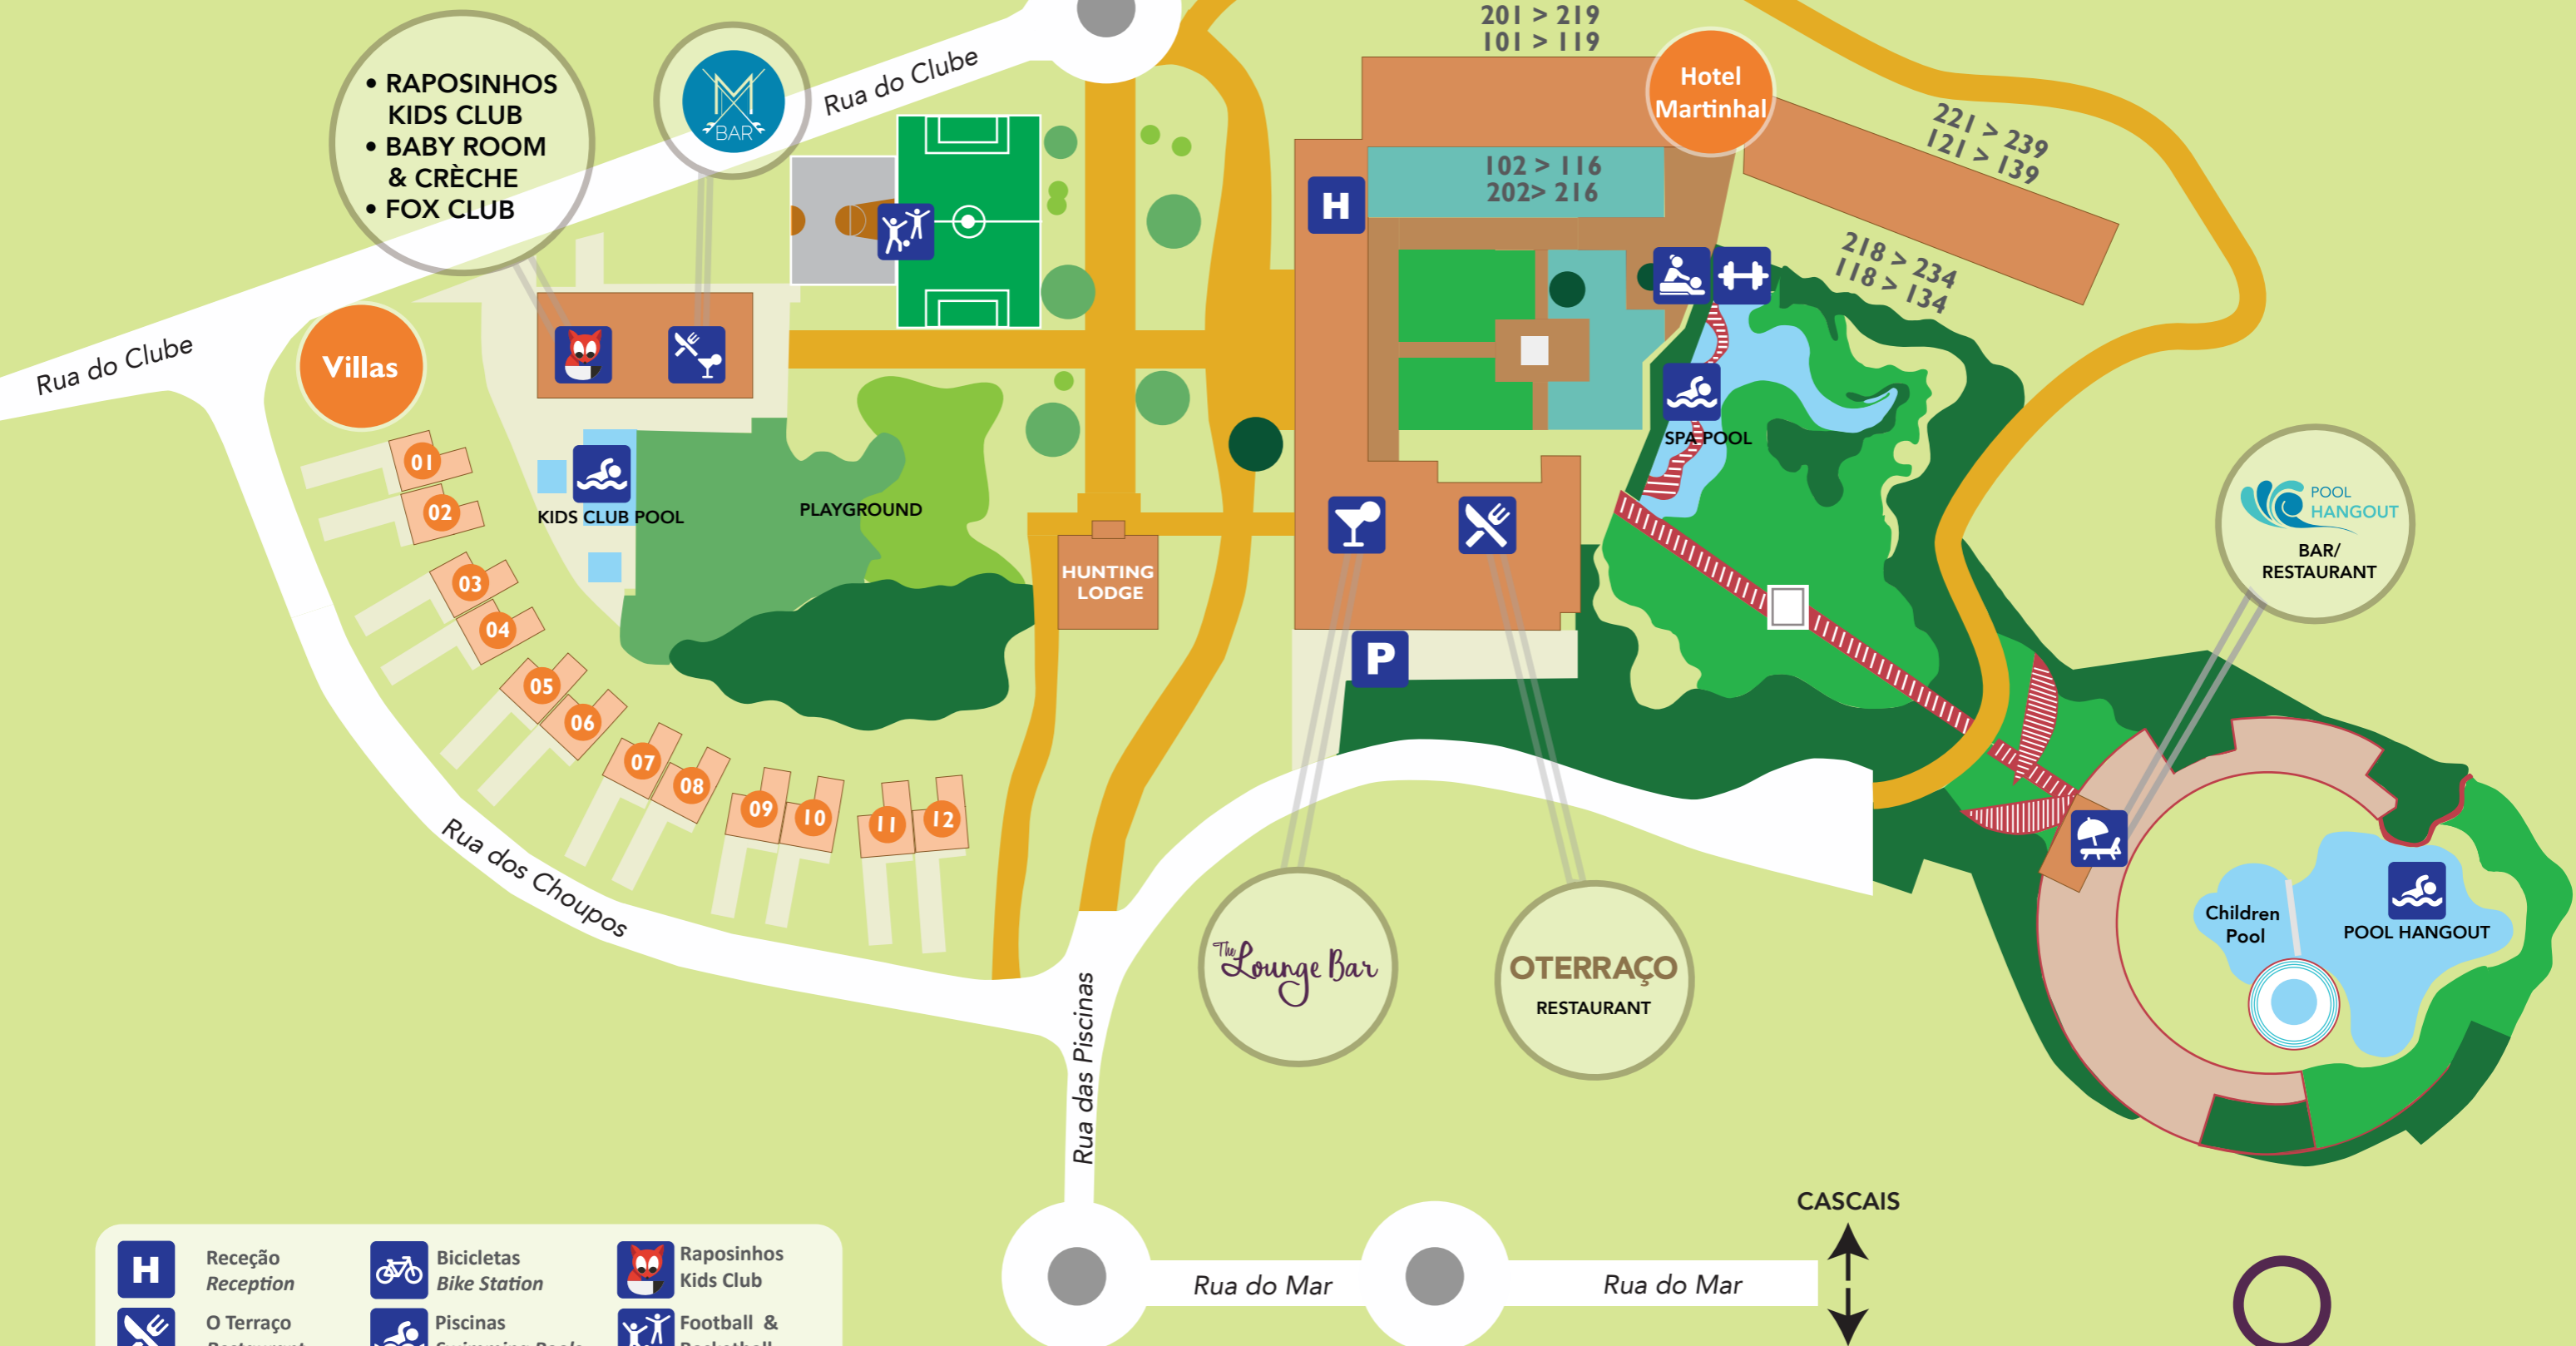 201 > 219
101 > 119
• RAPOSINHOS
KIDS CLUB
• BABY ROOM
& CRÈCHE
• FOX CLUB
M
BAR
Rua do Clube
Hotel
Martinhal
221 > 239
121 > 139
102 > 116
202> 216
H
218 > 234
118 > 134
Rua do Clube
Villas
SPA POOL
01
02
KIDS CLUB POOL
PLAYGROUND
POOL
HANGOUT
BAR/
RESTAURANT
03
04
HUNTING
LODGE
P
05
06
07
08
09
10
11
12
Rua dos Choupos
The Lounge Bar
OTERRAÇO
RESTAURANT
Children
Pool
POOL HANGOUT
Rua das Piscinas
CASCAIS
Rua do Mar
Rua do Mar
H
Receção
Reception
Bicicletas
Bike Station
Raposinhos
Kids Club
O Terraço
Restaurant
Piscinas
Swimming Pools
Football &
Basketball